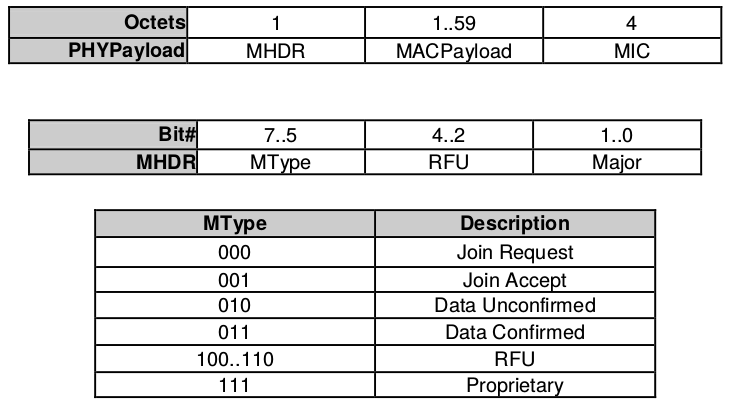 Octets 1 1..59 4
PHYPayload MHDR MACPayload MIC
Bit# 7..5 4..2 1..0
MHDR MType RFU Major
MType Description
000 Join Request
001 Join Accept
010 Data Unconfirmed
011 Data Confirmed
100..110 RFU
111 Proprietary